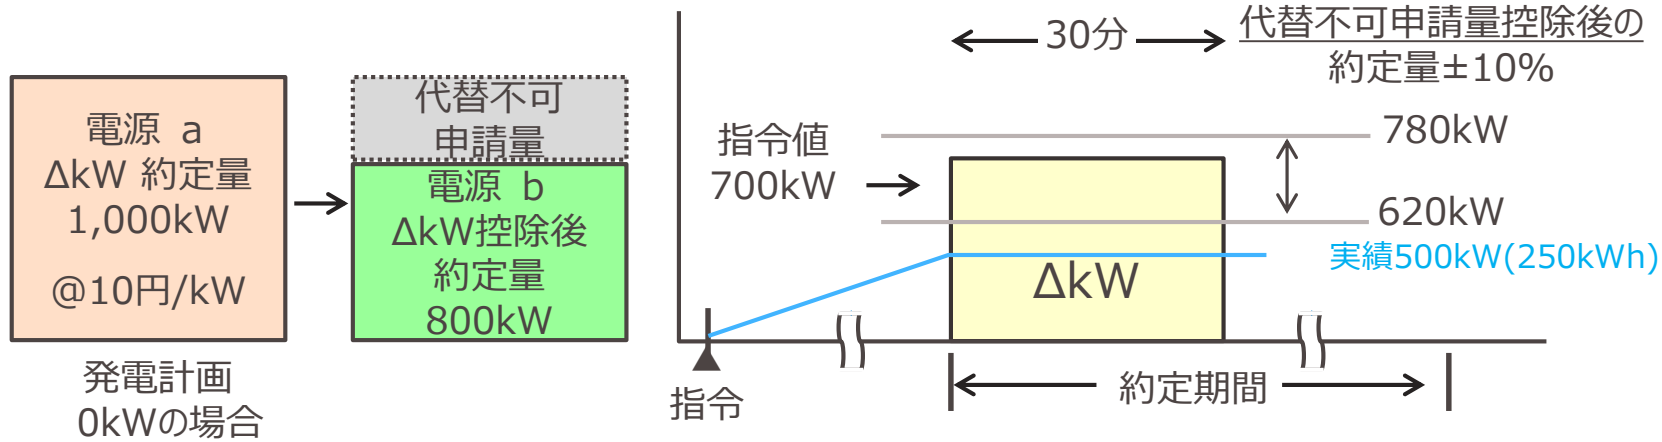 電源 a
ΔkW 約定量
1,000kW
@10円/kW
発電計画
0kWの場合
代替不可
申請量
電源 b
ΔkW控除後
約定量
800kW
30分
代替不可申請量控除後の
約定量±10%
指令値
700kW
780kW
620kW
実績500kW(250kWh)
ΔkW
指令
約定期間